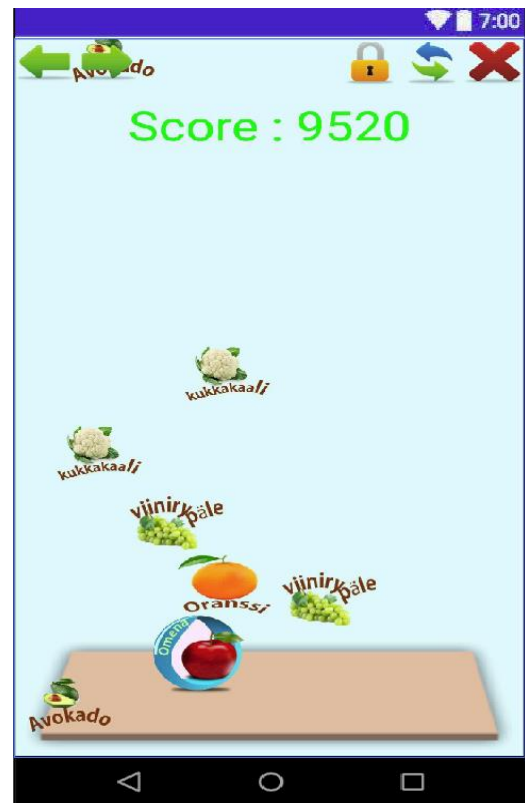 7:00
Avokado
Score : 9520
kukkakaali
kukkakaali
viinirypäle
Oranssi
viinirypäle
Omena
Avokado